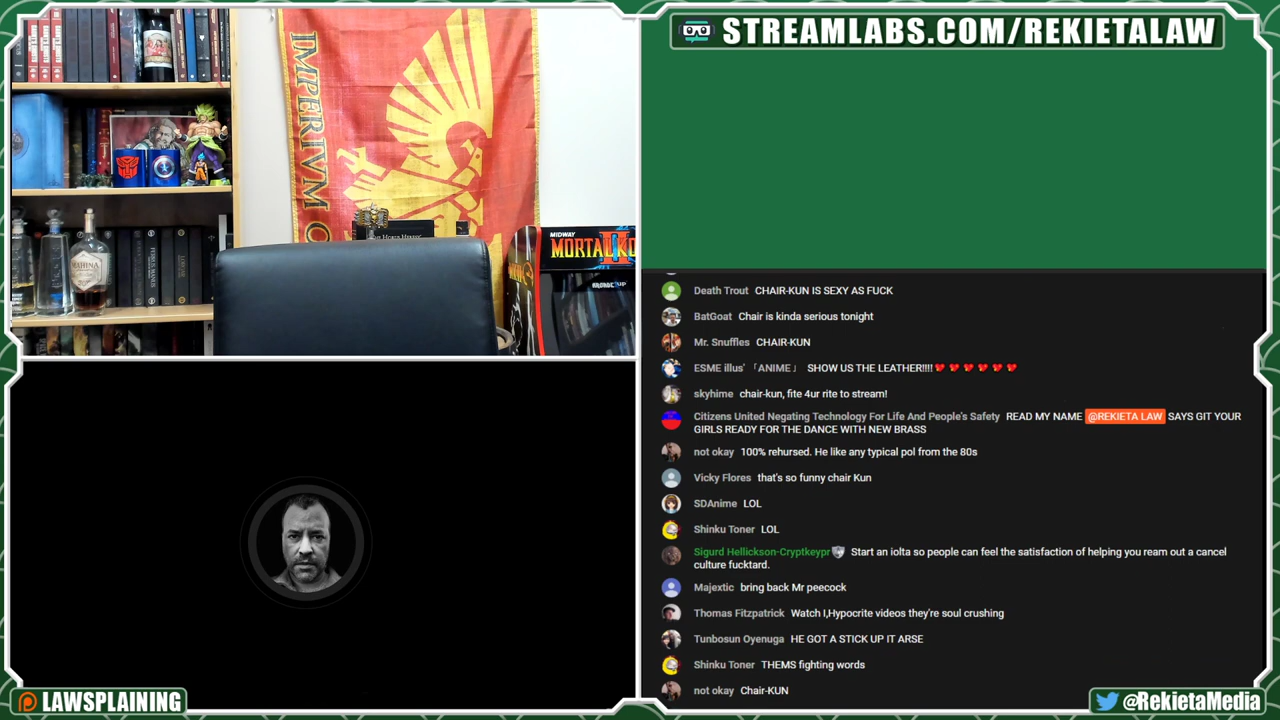 STREAMLABS.COM/REKIETALAW
IMPERIVM O
MIDWAY
MORTAL KO
II
ARCADE1UP
THE HORUS HERESY
Death Trout CHAIR-KUN IS SEXY AS FUCK
BatGoat Chair is kinda serious tonight
Mr. Snuffles CHAIR-KUN
ESME illus' 「ANIME」 SHOW US THE LEATHER!!!!❤❤❤❤❤❤
skyhime chair-kun, fite 4ur rite to stream!
Citizens United Negating Technology For Life And People's Safety READ MY NAME @REKIETA LAW SAYS GIT YOUR
GIRLS READY FOR THE DANCE WITH NEW BRASS
not okay 100% rehursed. He like any typical pol from the 80s
Vicky Flores that's so funny chair Kun
SDAnime LOL
Shinku Toner LOL
Sigurd Hellickson-Cryptkeypr Start an iolta so people can feel the satisfaction of helping you ream out a cancel
culture fucktard.
Majextic bring back Mr peecock
Thomas Fitzpatrick Watch I,Hypocrite videos they're soul crushing
Tunbosun Oyenuga HE GOT A STICK UP IT ARSE
Shinku Toner THEMS fighting words
not okay Chair-KUN
LAWSPLAINING
@RekietaMedia